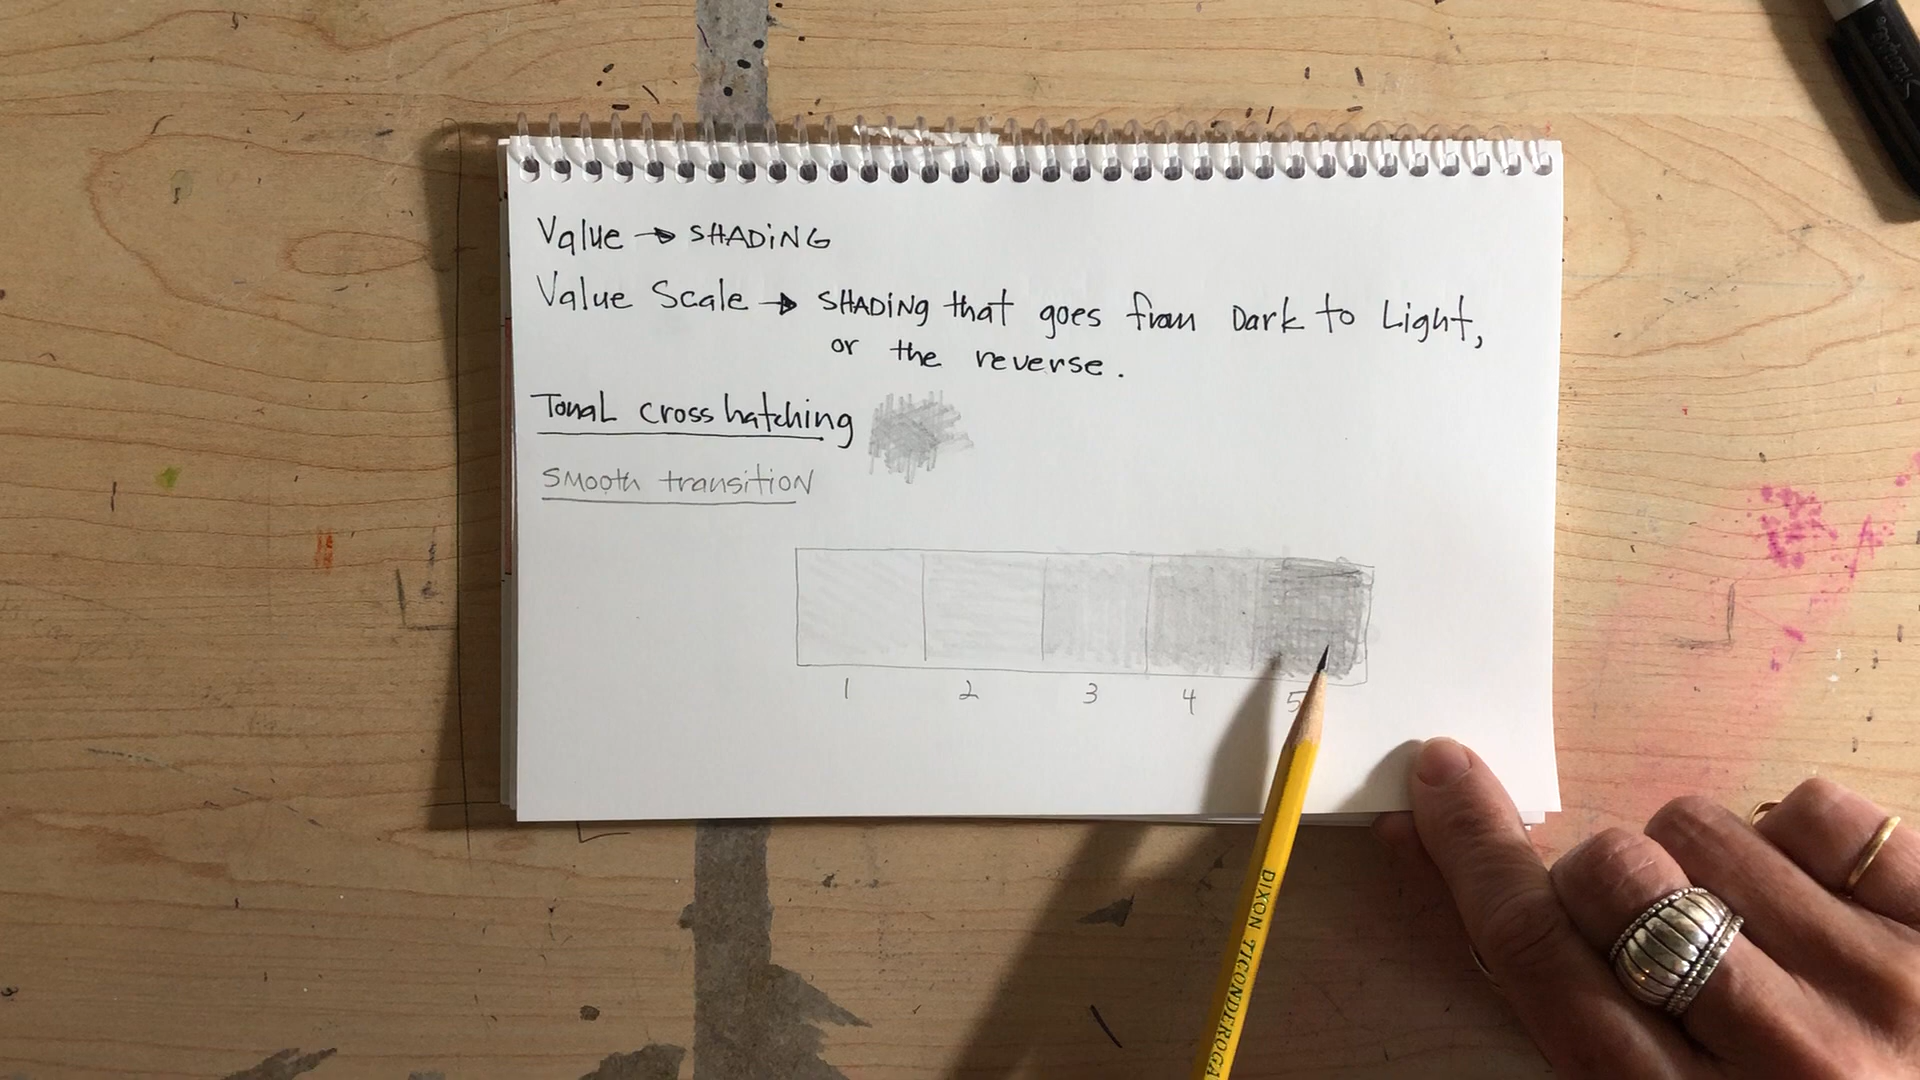 Value → SHADiNG
Value Scale → SHADiNg that goes from Dark to Light,
or the reverse.
Tonal cross hatching
Smooth transition
1 2 3 4 5
DIXON TICONDEROGA
Sharpie